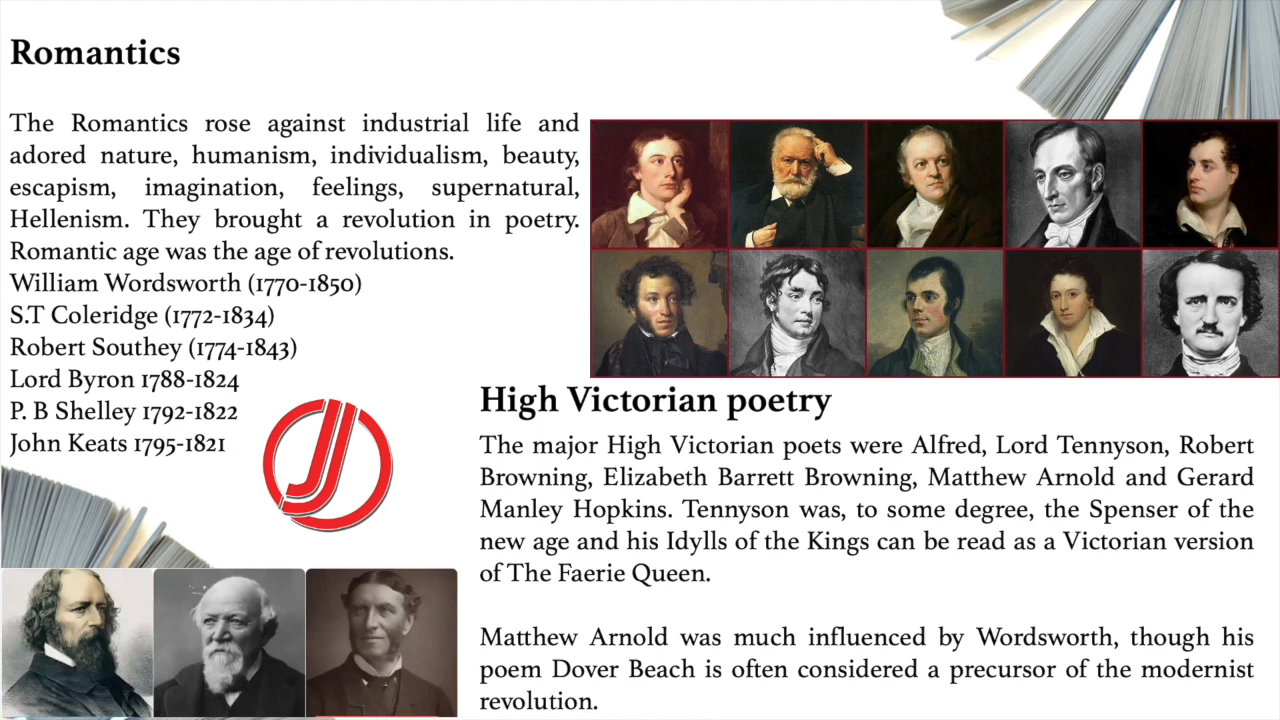 Romantics
The Romantics rose against industrial life and
adored nature, humanism, individualism, beauty,
escapism, imagination, feelings, supernatural,
Hellenism. They brought a revolution in poetry.
Romantic age was the age of revolutions.
William Wordsworth (1770-1850)
S.T Coleridge (1772-1834)
Robert Southey (1774-1843)
Lord Byron 1788-1824
P. B Shelley 1792-1822
John Keats 1795-1821
High Victorian poetry
The major High Victorian poets were Alfred, Lord Tennyson, Robert
Browning, Elizabeth Barrett Browning, Matthew Arnold and Gerard
Manley Hopkins. Tennyson was, to some degree, the Spenser of the
new age and his Idylls of the Kings can be read as a Victorian version
of The Faerie Queen.
Matthew Arnold was much influenced by Wordsworth, though his
poem Dover Beach is often considered a precursor of the modernist
revolution.